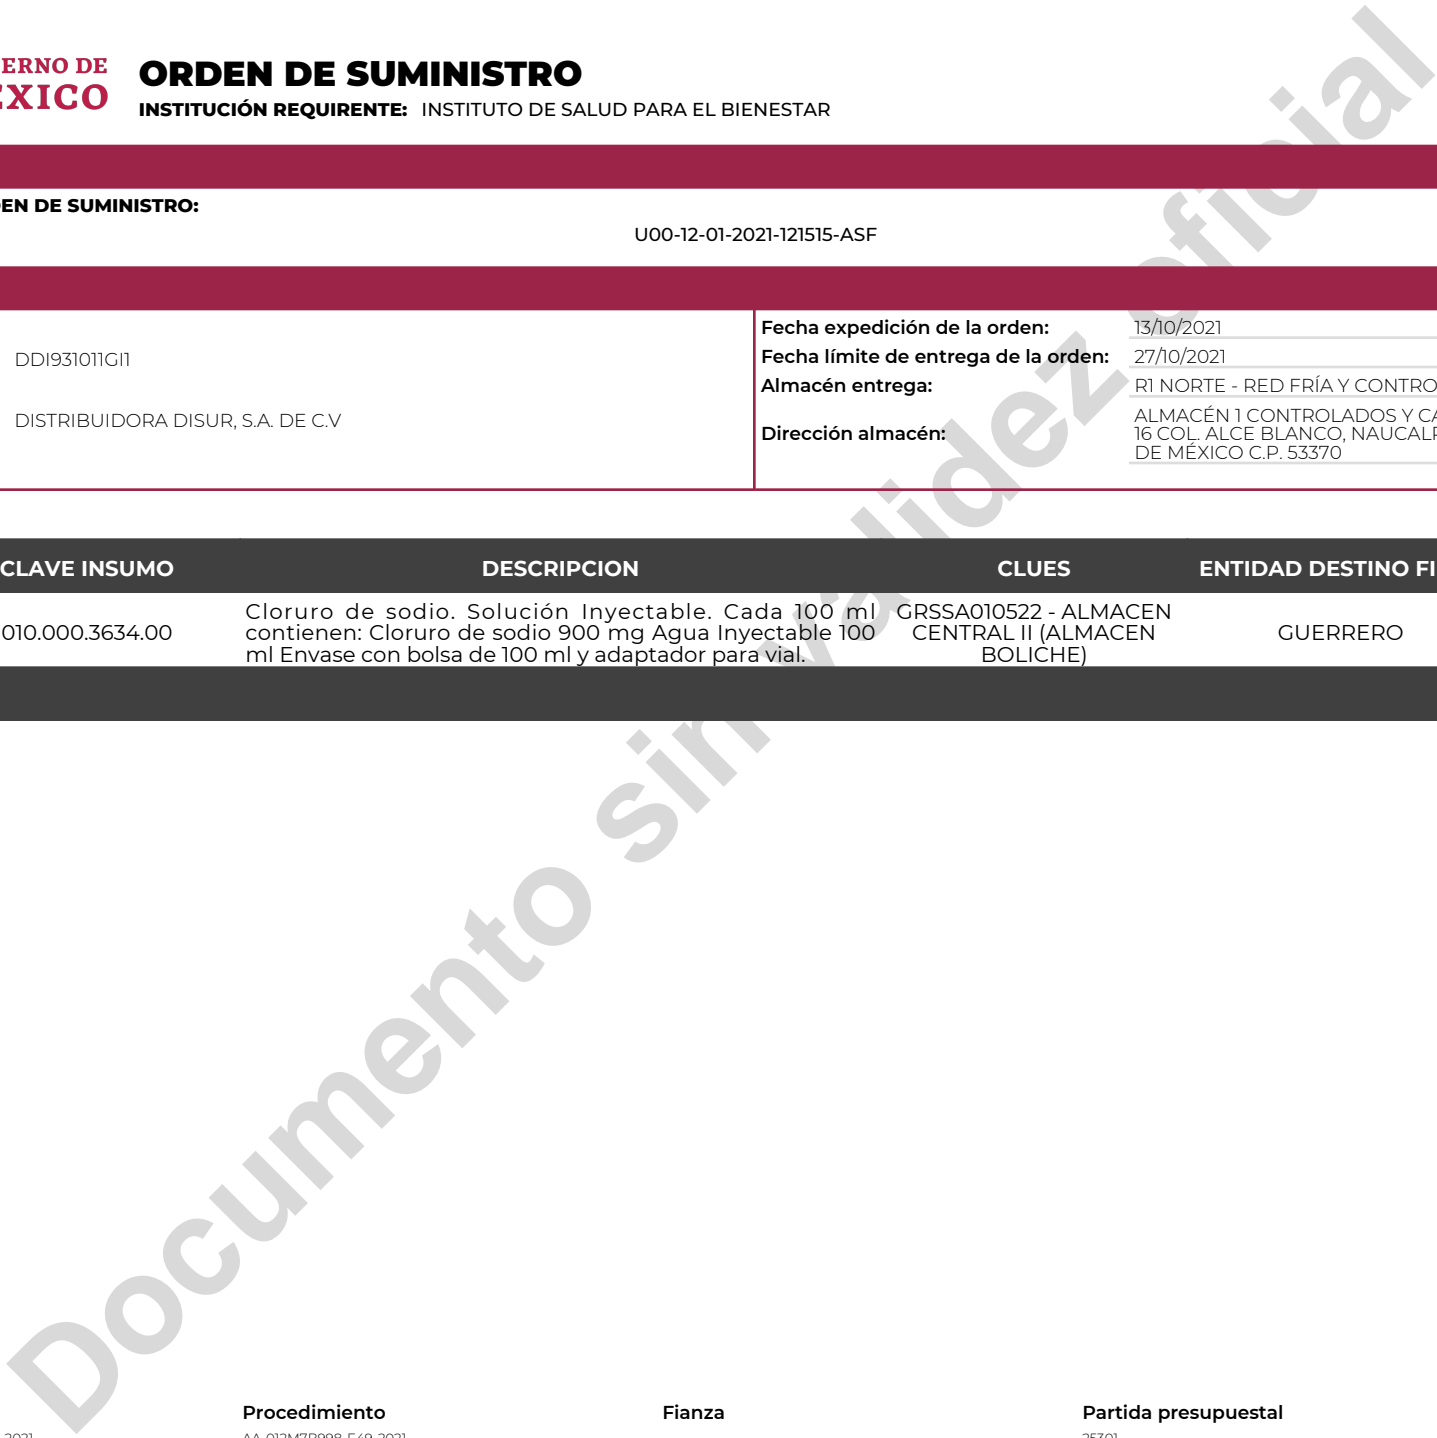 ERNO DE
ÉXICO
ORDEN DE SUMINISTRO
INSTITUCIÓN REQUIRENTE: INSTITUTO DE SALUD PARA EL BIENESTAR
EN DE SUMINISTRO:
U00-12-01-2021-121515-ASF
DDI931011GI1
DISTRIBUIDORA DISUR, S.A. DE C.V
Fecha expedición de la orden: 13/10/2021
Fecha límite de entrega de la orden: 27/10/2021
Almacén entrega: R1 NORTE - RED FRÍA Y CONTRO
Dirección almacén:
ALMACÉN 1 CONTROLADOS Y CA
16 COL. ALCE BLANCO, NAUCALP
DE MÉXICO C.P. 53370
CLAVE INSUMO DESCRIPCION CLUES ENTIDAD DESTINO FI
010.000.3634.00
Cloruro de sodio. Solución Inyectable. Cada 100 ml
contienen: Cloruro de sodio 900 mg Agua Inyectable 100
ml Envase con bolsa de 100 ml y adaptador para vial.
GRSSA010522 - ALMACEN
CENTRAL II (ALMACEN
BOLICHE)
GUERRERO
Documento sin validez oficial
Procedimiento Fianza Partida presupuestal